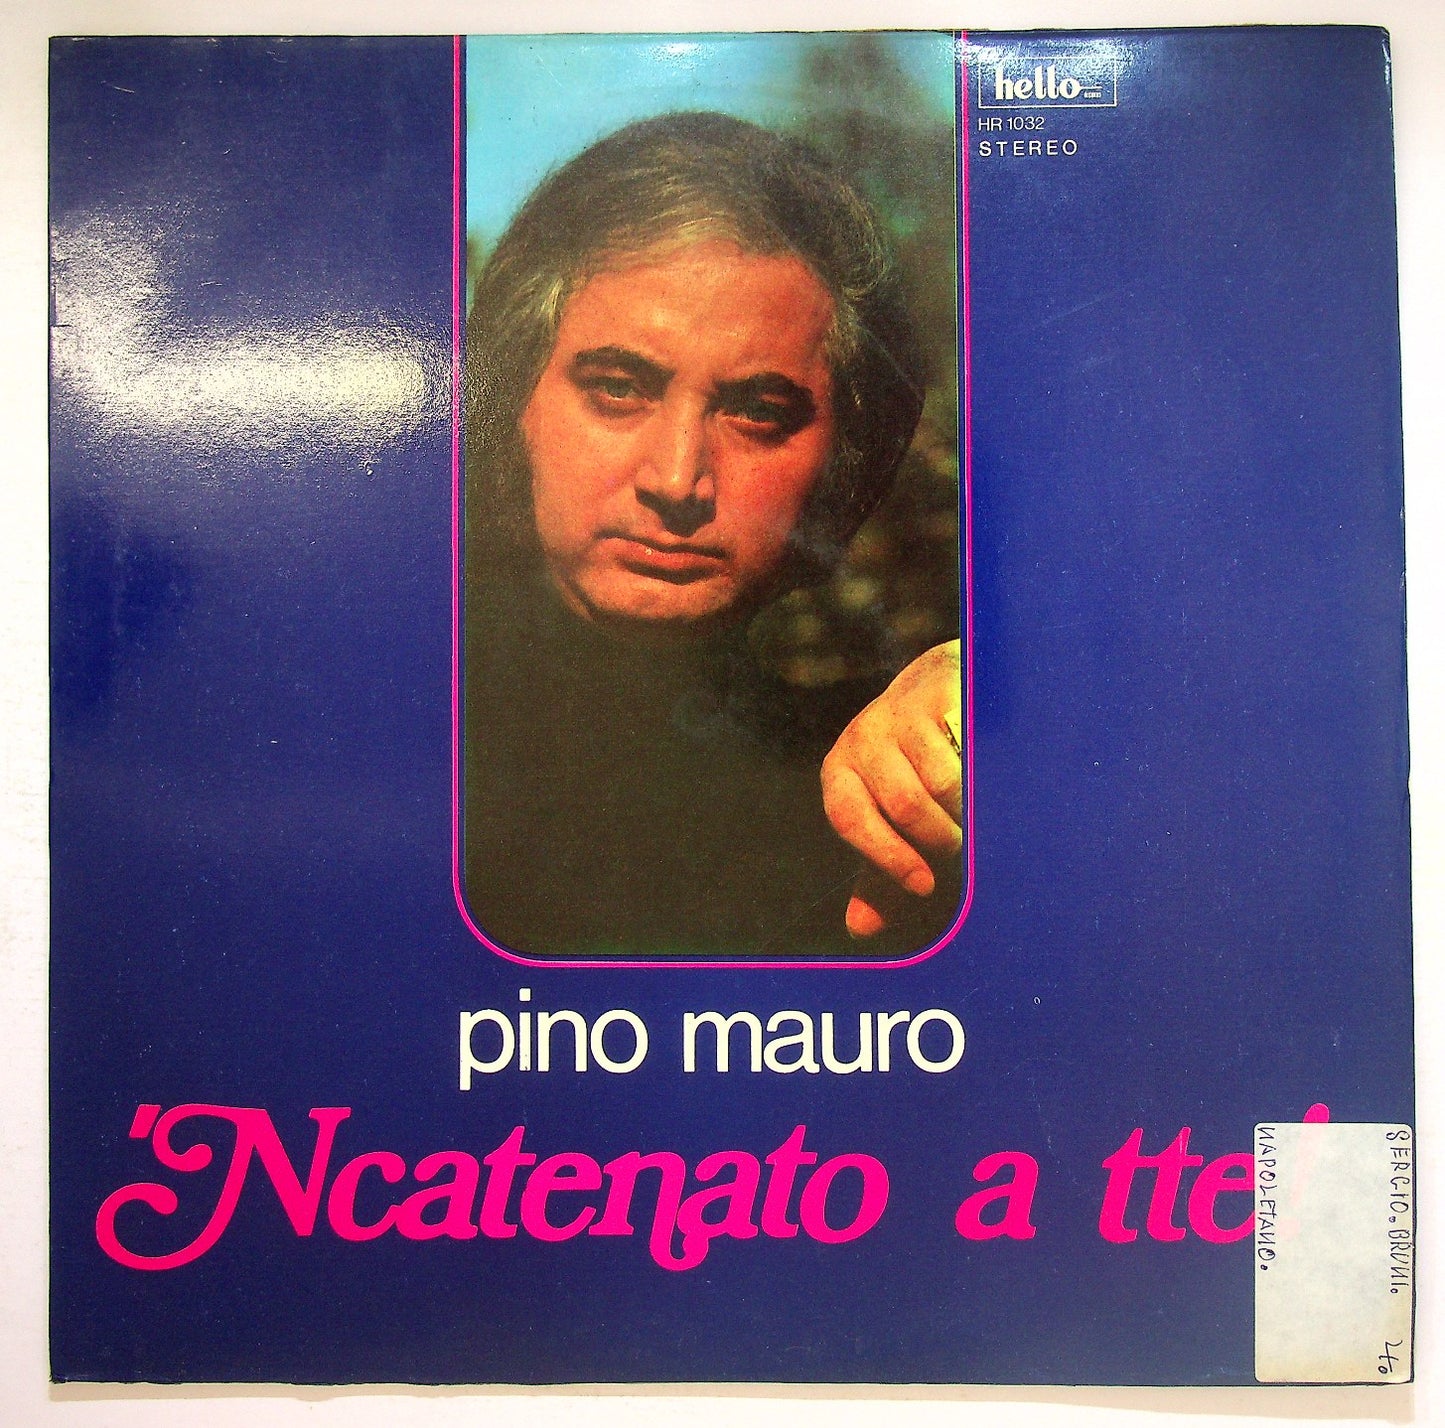 hello
HR 1032
STEREO
pino mauro
'Ncatenato a tte!
SERGIO. BRUNI.
NAPOLETANO.